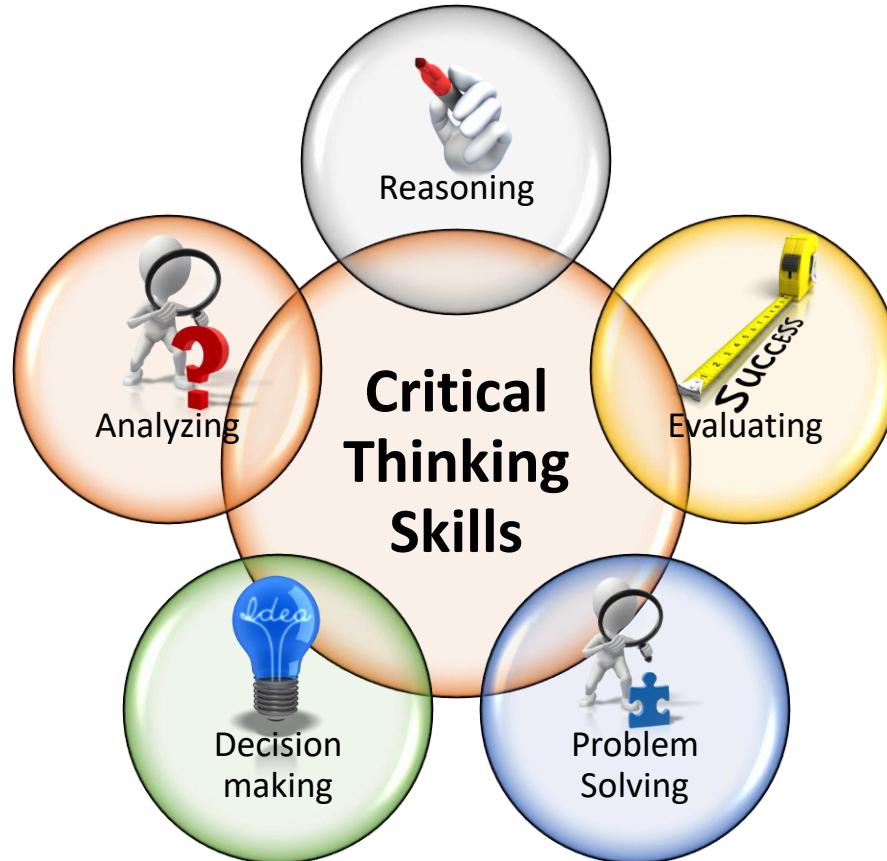 Reasoning
Analyzing
Critical
Thinking
Skills
SUCCESS
Evaluating
Idea
Decision
making
Problem
Solving